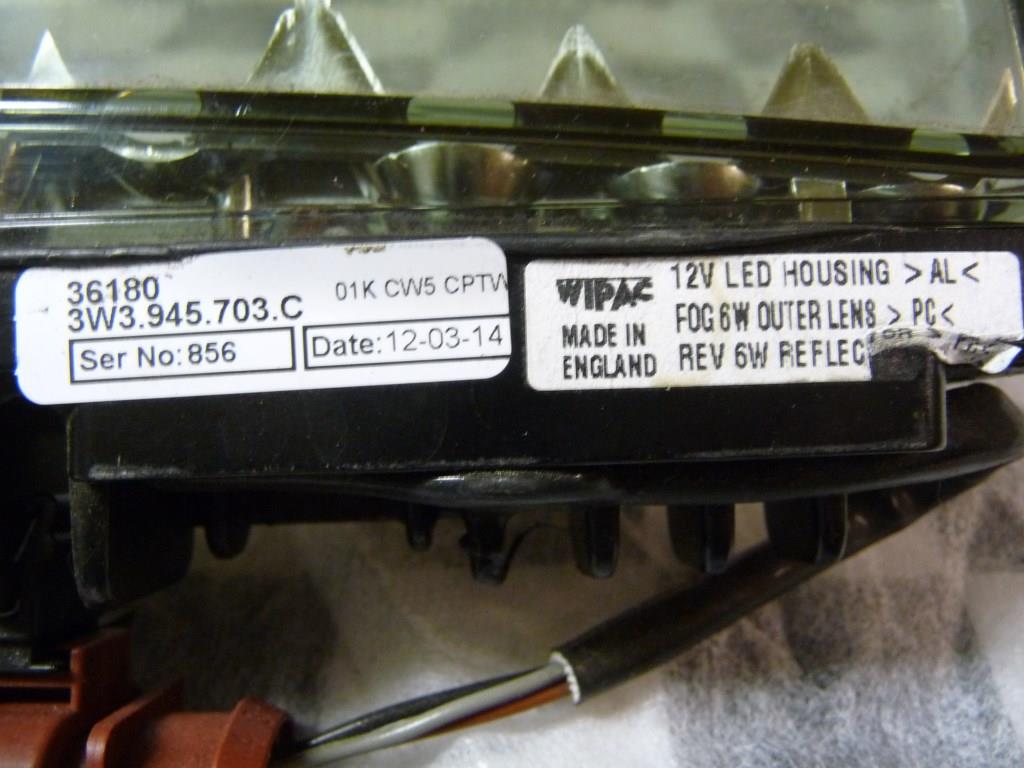 36180
01K CW5 CPTW
3W3.945.703.C
Ser No: 856
Date: 12-03-14
WIPAC
MADE IN
ENGLAND
12V LED HOUSING >AL<
FOG 6W OUTER LENS >PC<
REV 6W REFLEC